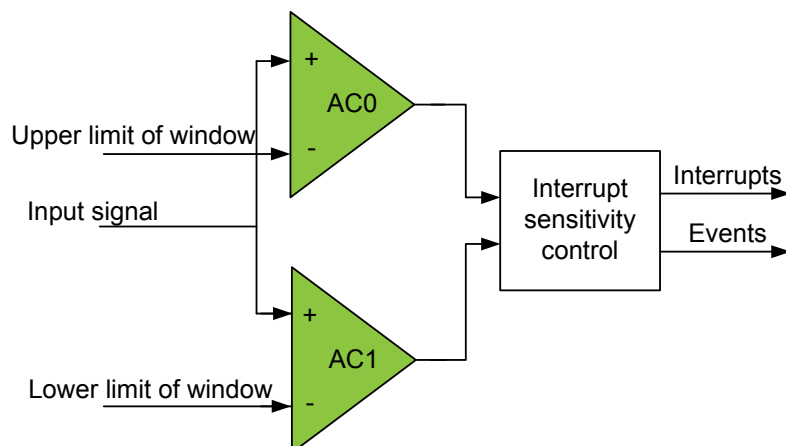 +
AC0
Upper limit of window
-
Input signal
Interrupt
sensitivity
control
Interrupts
Events
+
AC1
Lower limit of window
-